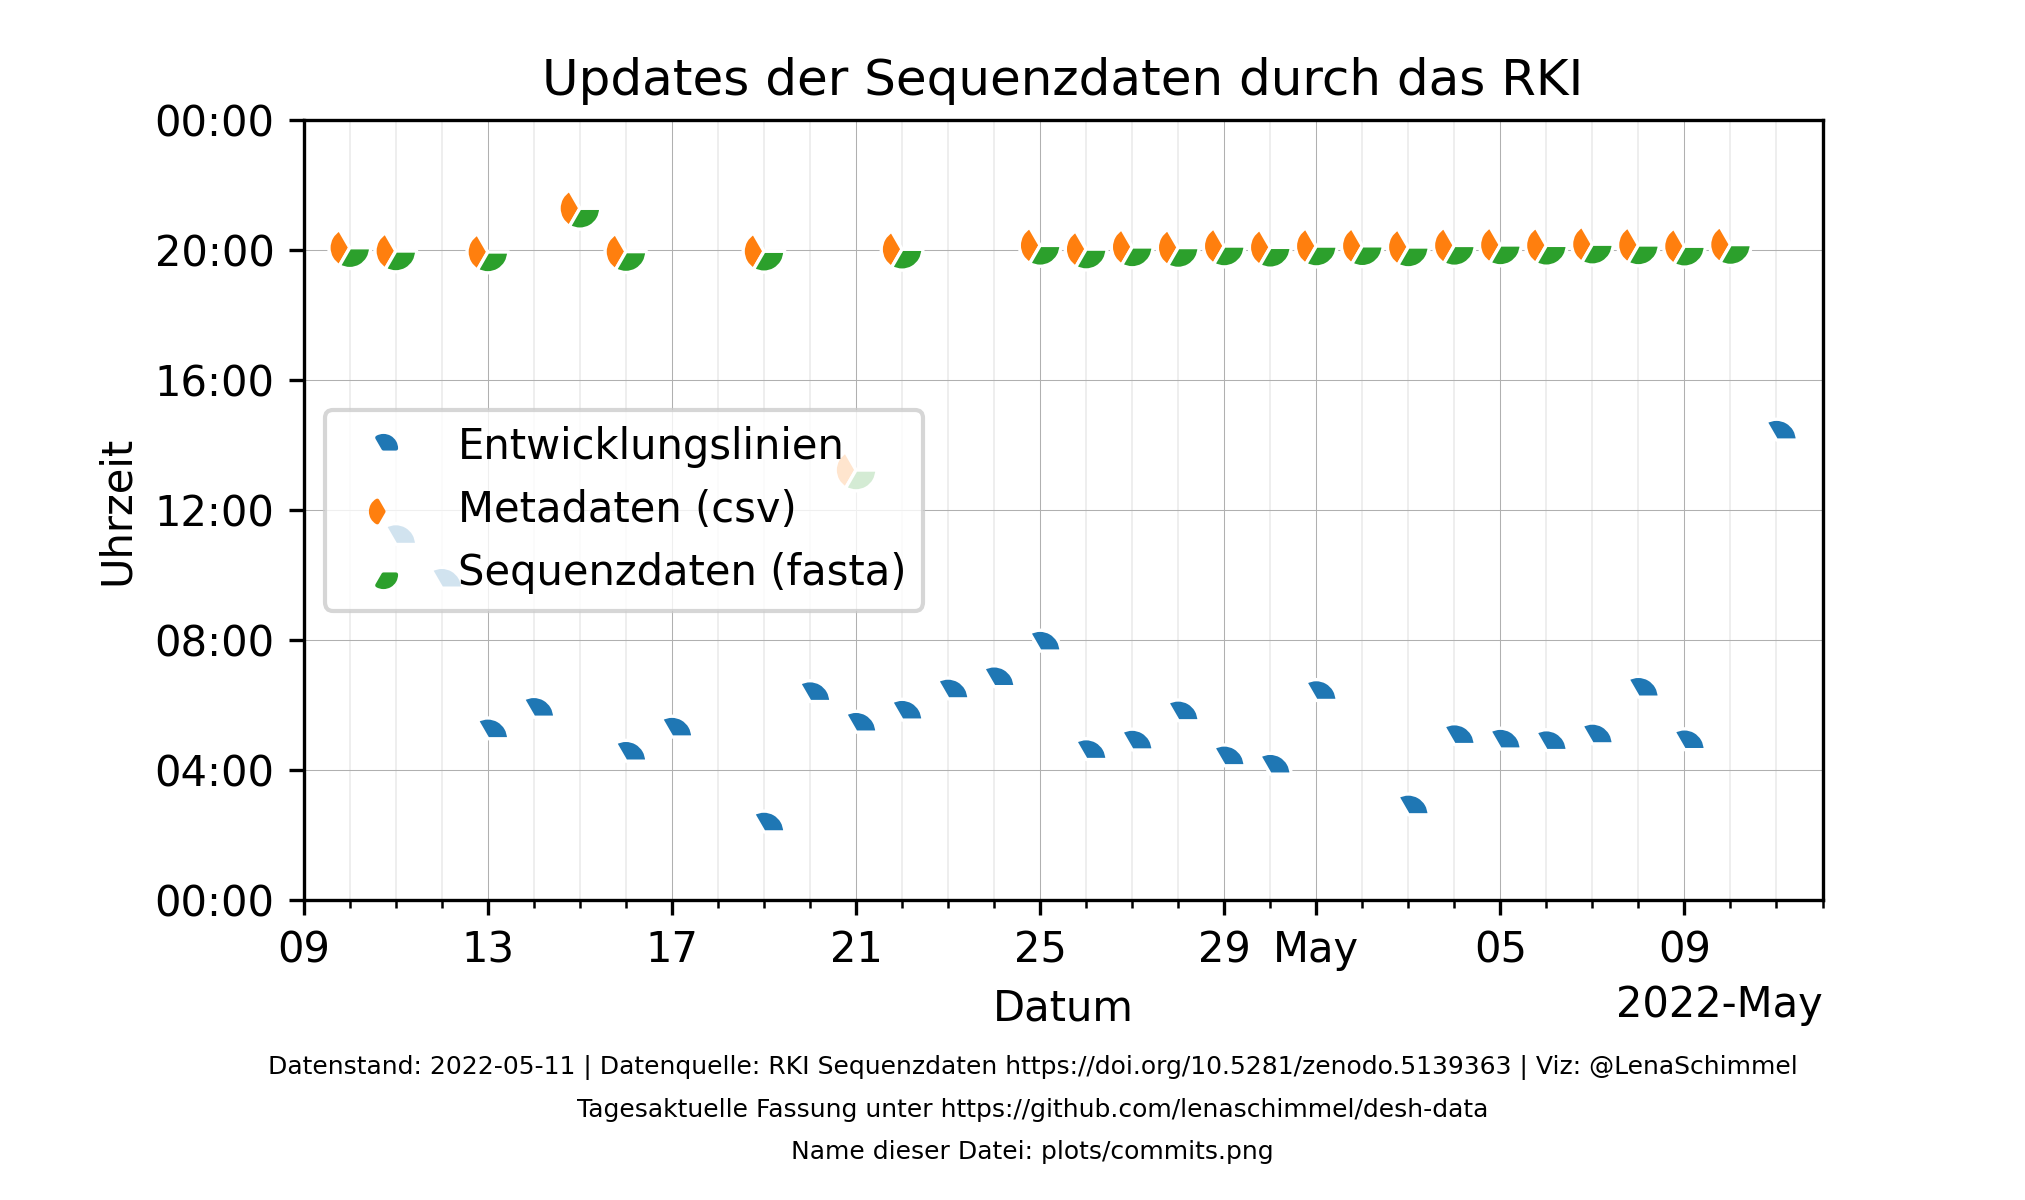 Updates der Sequenzdaten durch das RKI
00:00
20:00
16:00
12:00
08:00
04:00
00:00
Uhrzeit
Entwicklungslinien
Metadaten (csv)
Sequenzdaten (fasta)
09 13 17 21 25 29 May 05 09
Datum
2022-May
Datenstand: 2022-05-11 | Datenquelle: RKI Sequenzdaten https://doi.org/10.5281/zenodo.5139363 | Viz: @LenaSchimmel
Tagesaktuelle Fassung unter https://github.com/lenaschimmel/desh-data
Name dieser Datei: plots/commits.png